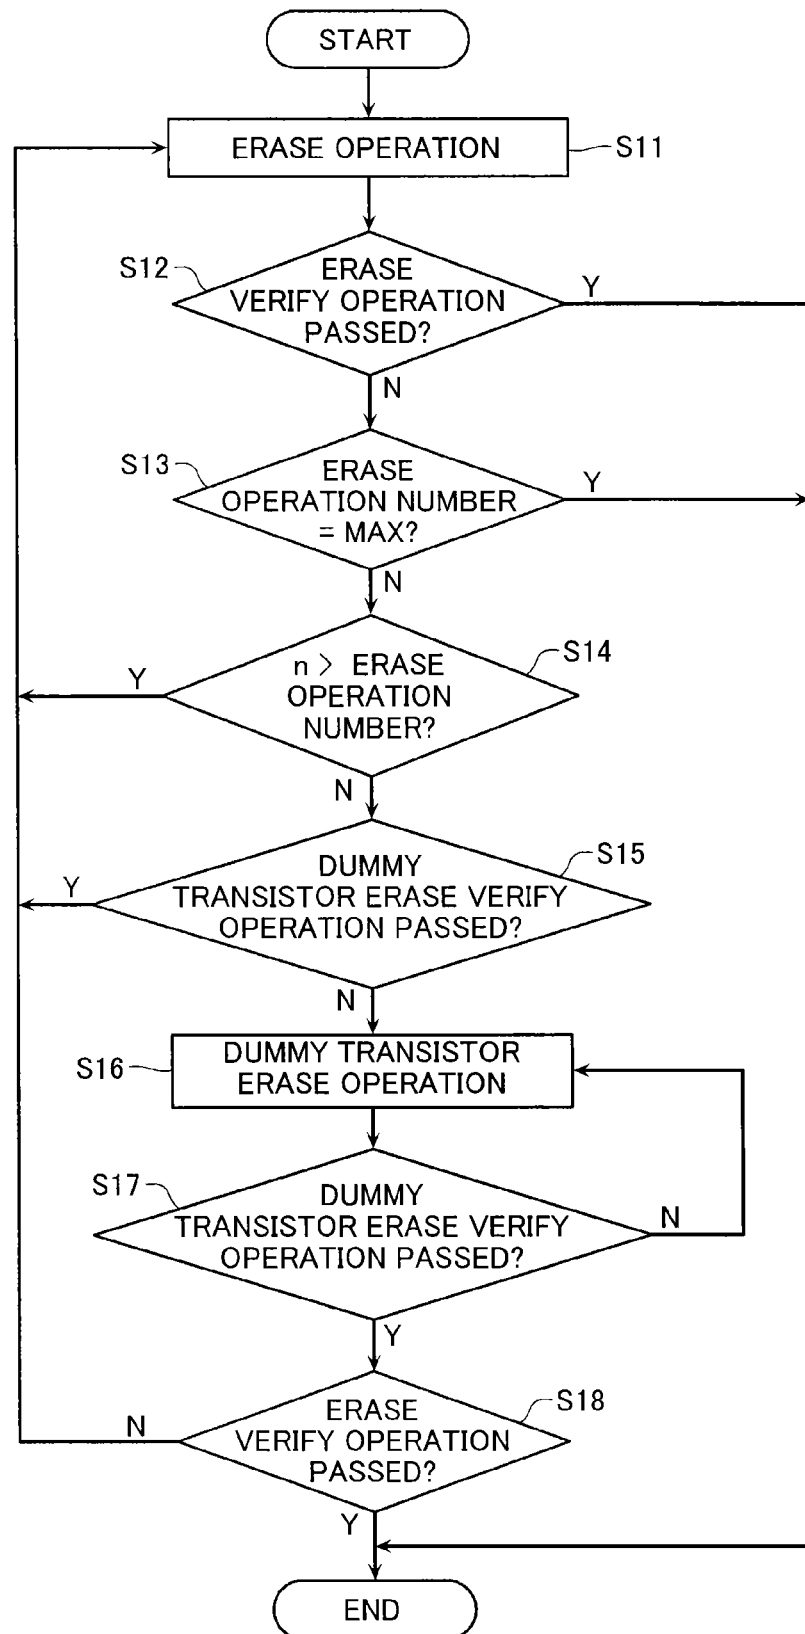 START
ERASE OPERATION
S11
S12
ERASE
VERIFY OPERATION
PASSED?
Y
N
S13
ERASE
OPERATION NUMBER
= MAX?
Y
N
S14
n > ERASE
OPERATION
NUMBER?
Y
N
S15
DUMMY
TRANSISTOR ERASE VERIFY
OPERATION PASSED?
Y
N
S16
DUMMY TRANSISTOR
ERASE OPERATION
S17
DUMMY
TRANSISTOR ERASE VERIFY
OPERATION PASSED?
N
Y
S18
ERASE
VERIFY OPERATION
PASSED?
N
Y
END